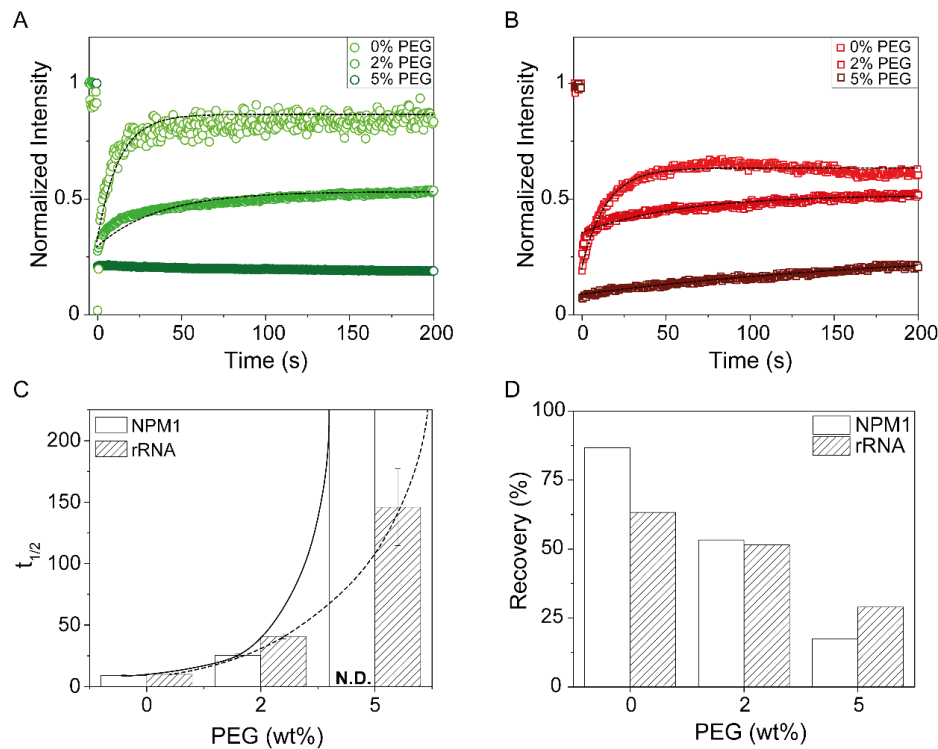 A
0% PEG
2% PEG
5% PEG
Normalized Intensity
1
0.5
0
0
50
100
150
200
Time (s)
B
0% PEG
2% PEG
5% PEG
Normalized Intensity
1
0.5
0
0
50
100
150
200
Time (s)
C
NPM1
rRNA
t1/2
200
150
100
50
0
N.D.
0
2
5
PEG (wt%)
D
NPM1
rRNA
Recovery (%)
100
75
50
25
0
0
2
5
PEG (wt%)